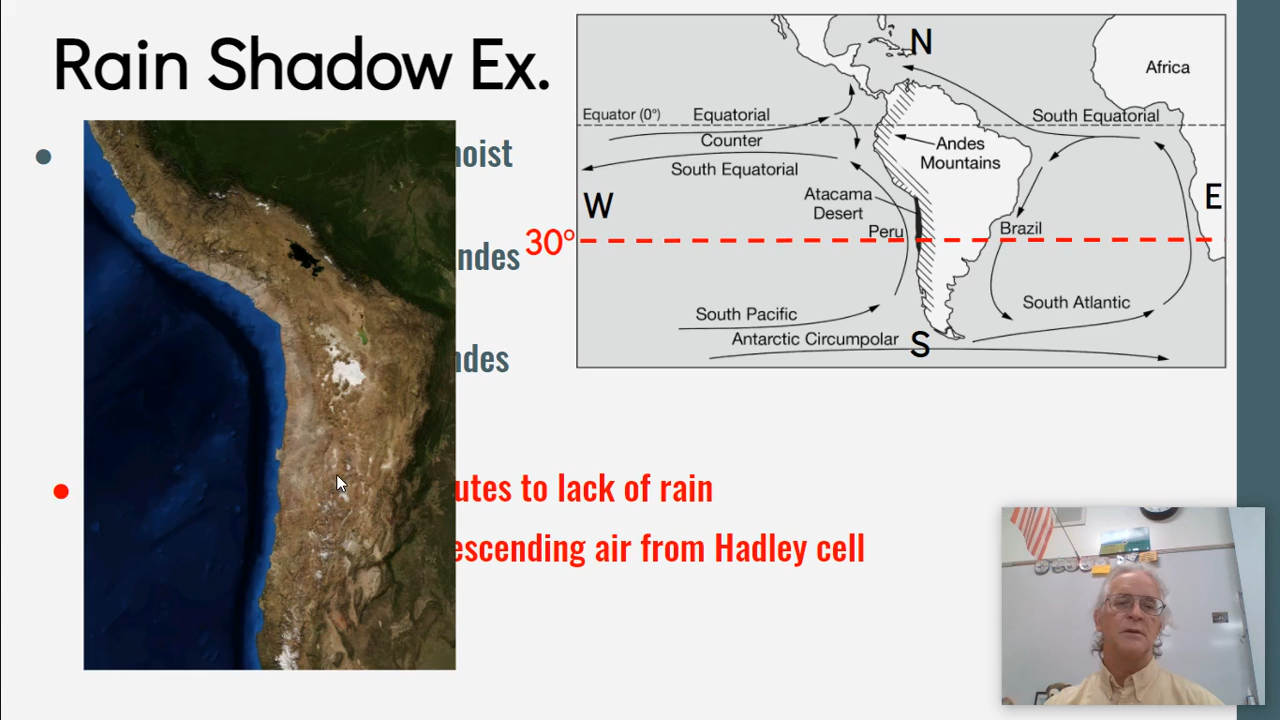 Rain Shadow Ex.
ndes
ndes
utes to lack of rain
escending air from Hadley cell
N
Africa
Equator (0°)
Equatorial
South Equatorial
Counter
Andes
Mountains
South Equatorial
Atacama
Desert
W
E
Peru
Brazil
30°
South Pacific
South Atlantic
Antarctic Circumpolar
S